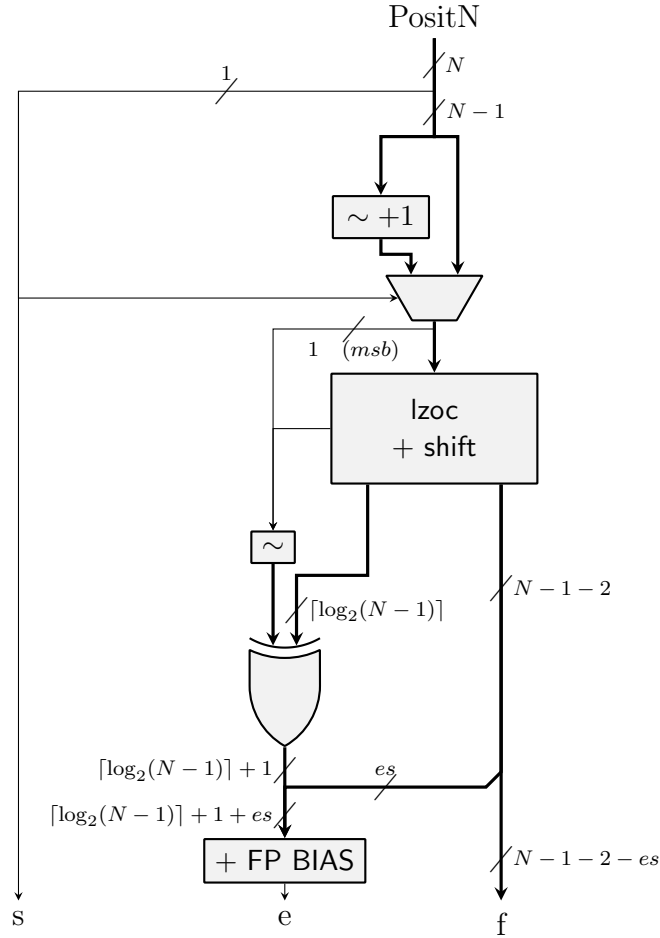 PositN
N
1
N − 1
∼ +1
1 (msb)
lzoc
+ shift
∼
N − 1 − 2
⌈log₂(N − 1)⌉
⌈log₂(N − 1)⌉ + 1
es
⌈log₂(N − 1)⌉ + 1 + es
+ FP BIAS
N − 1 − 2 − es
s
e
f